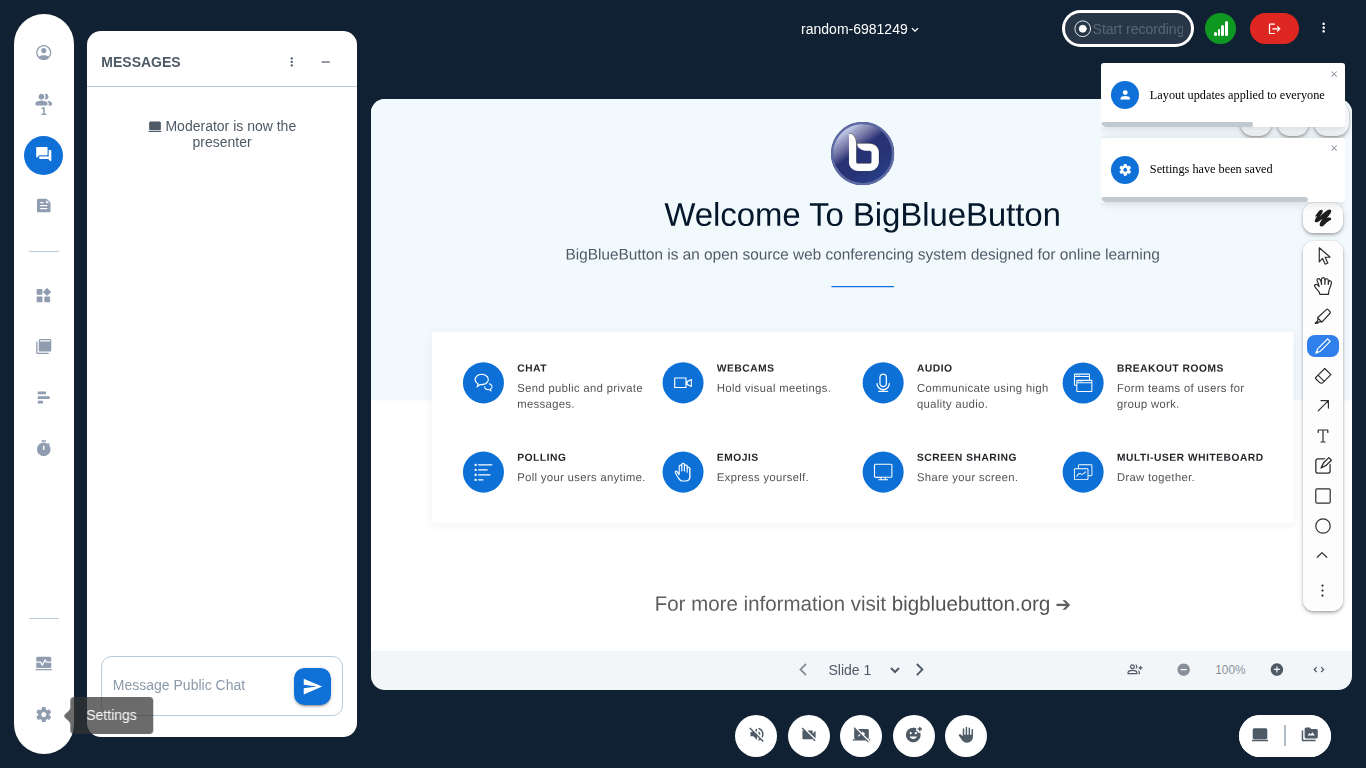 random-6981249
Start recording
1
MESSAGES
Moderator is now the
presenter
Layout updates applied to everyone
Settings have been saved
Welcome To BigBlueButton
BigBlueButton is an open source web conferencing system designed for online learning
CHAT
Send public and private
messages.
WEBCAMS
Hold visual meetings.
AUDIO
Communicate using high
quality audio.
BREAKOUT ROOMS
Form teams of users for
group work.
POLLING
Poll your users anytime.
EMOJIS
Express yourself.
SCREEN SHARING
Share your screen.
MULTI-USER WHITEBOARD
Draw together.
For more information visit bigbluebutton.org ➔
Slide 1
100%
Message Public Chat
Settings